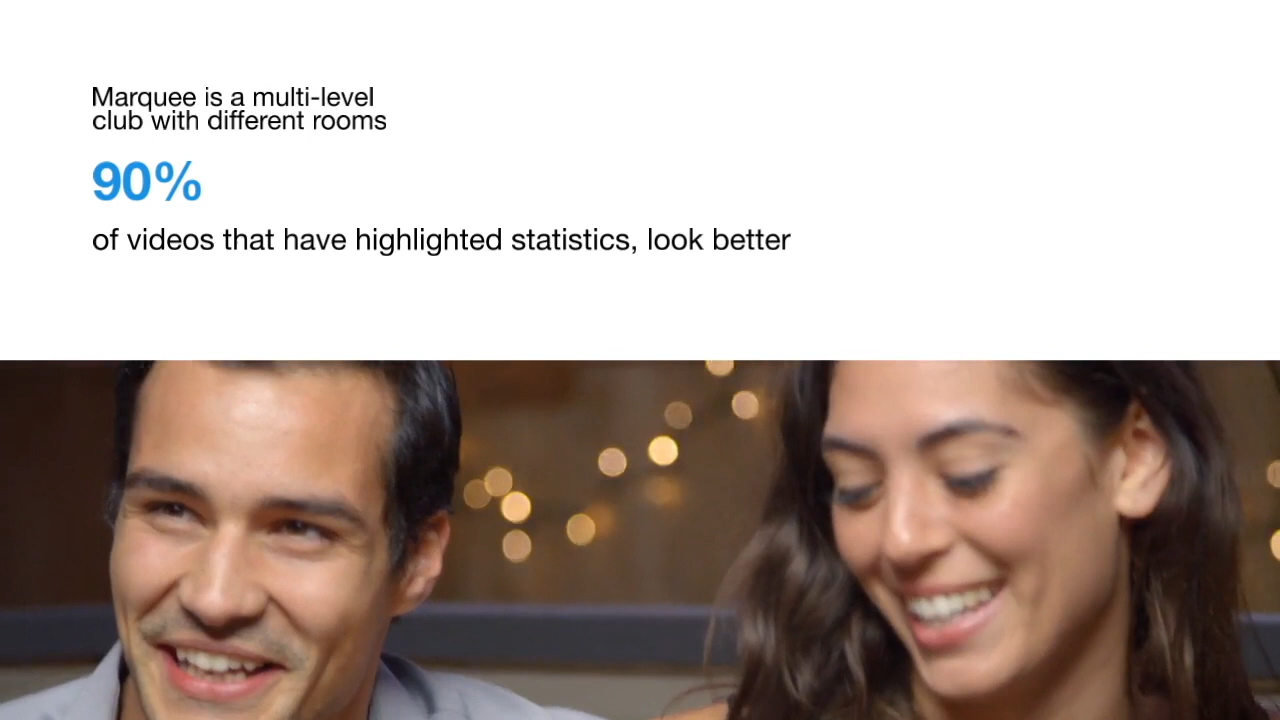 Marquee is a multi-level
club with different rooms
90%
of videos that have highlighted statistics, look better